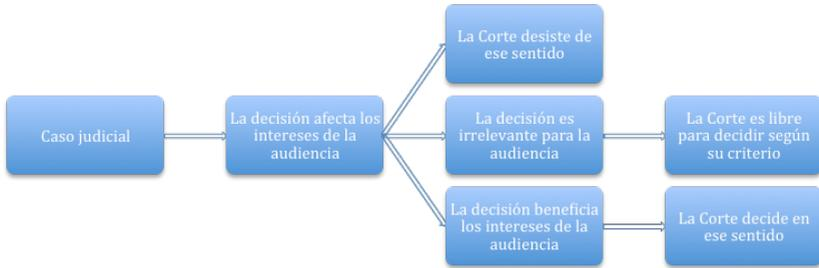 La Corte desiste de
ese sentido
Caso judicial
La decisión afecta los
intereses de la
audiencia
La decisión es
irrelevante para la
audiencia
La Corte es libre
para decidir según
su criterio
La decisión beneficia
los intereses de la
audiencia
La Corte decide en
ese sentido